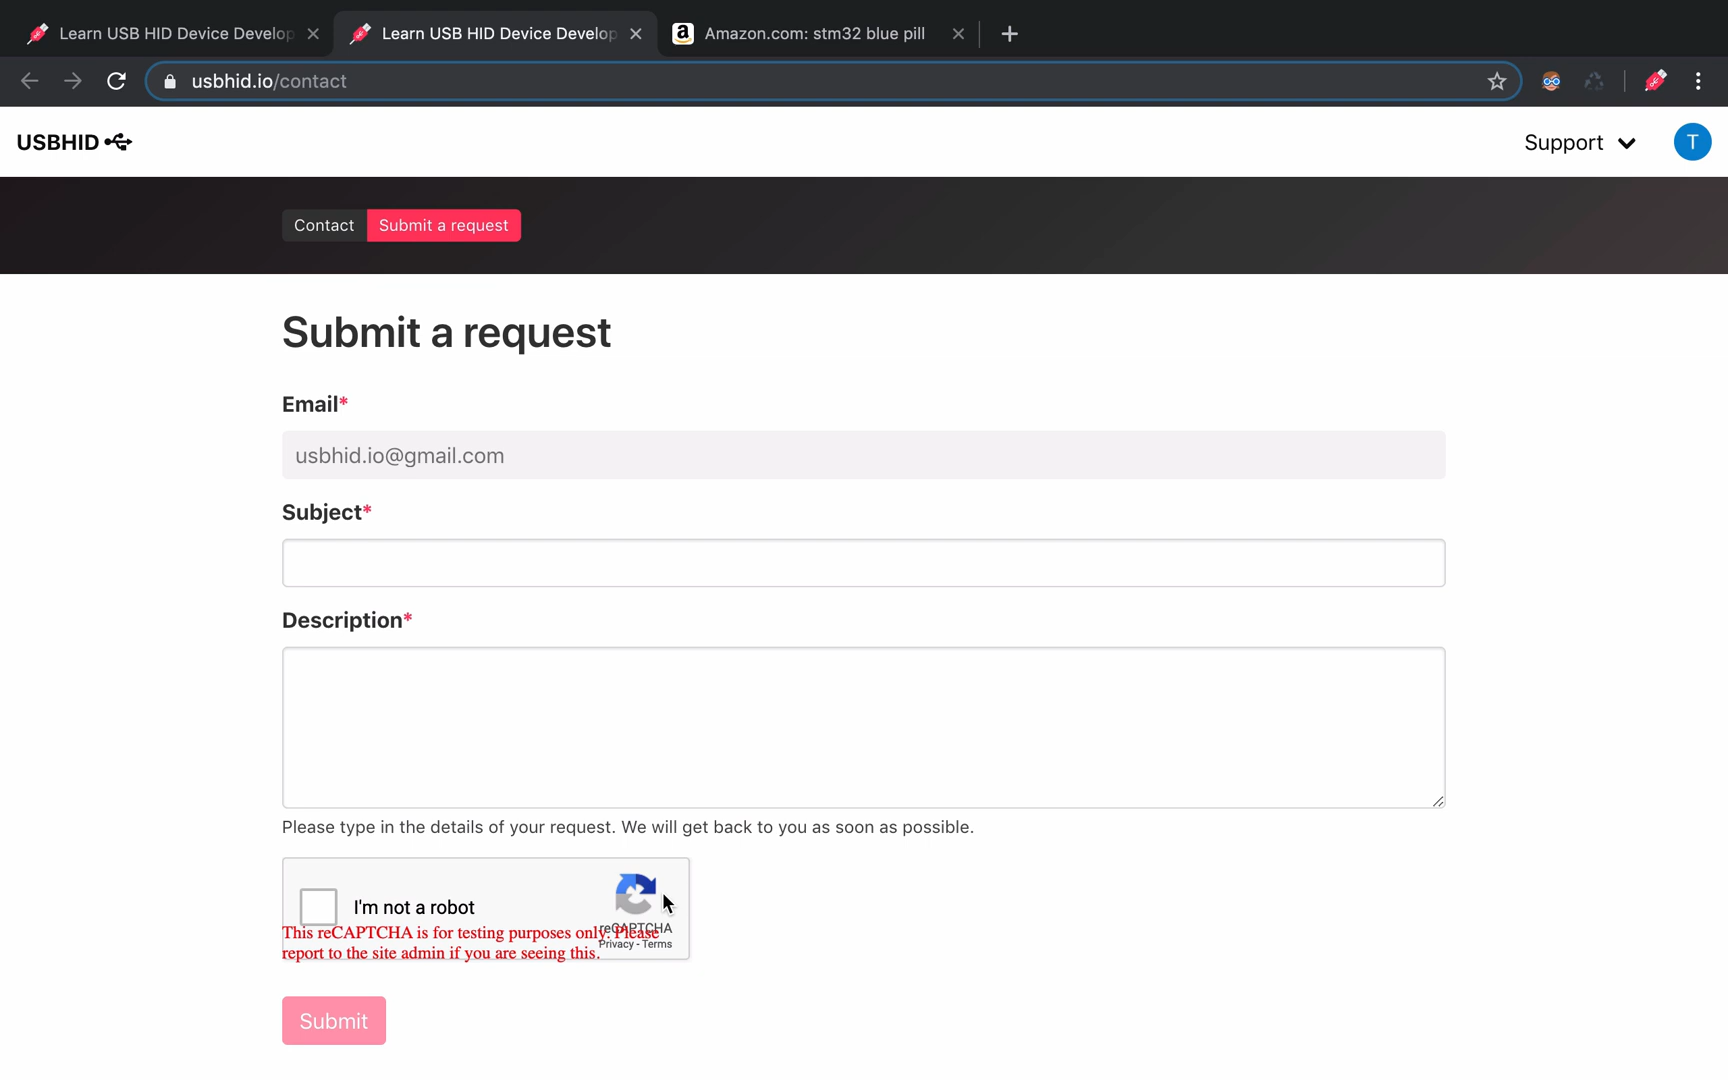 Learn USB HID Device Develop
Learn USB HID Device Develop
a
Amazon.com: stm32 blue pill
usbhid.io/contact
USBHID
Support
T
Contact
Submit a request
Submit a request
Email*
usbhid.io@gmail.com
Subject*
Description*
Please type in the details of your request. We will get back to you as soon as possible.
I'm not a robot
reCAPTCHA
Privacy - Terms
This reCAPTCHA is for testing purposes only. Please
report to the site admin if you are seeing this.
Submit